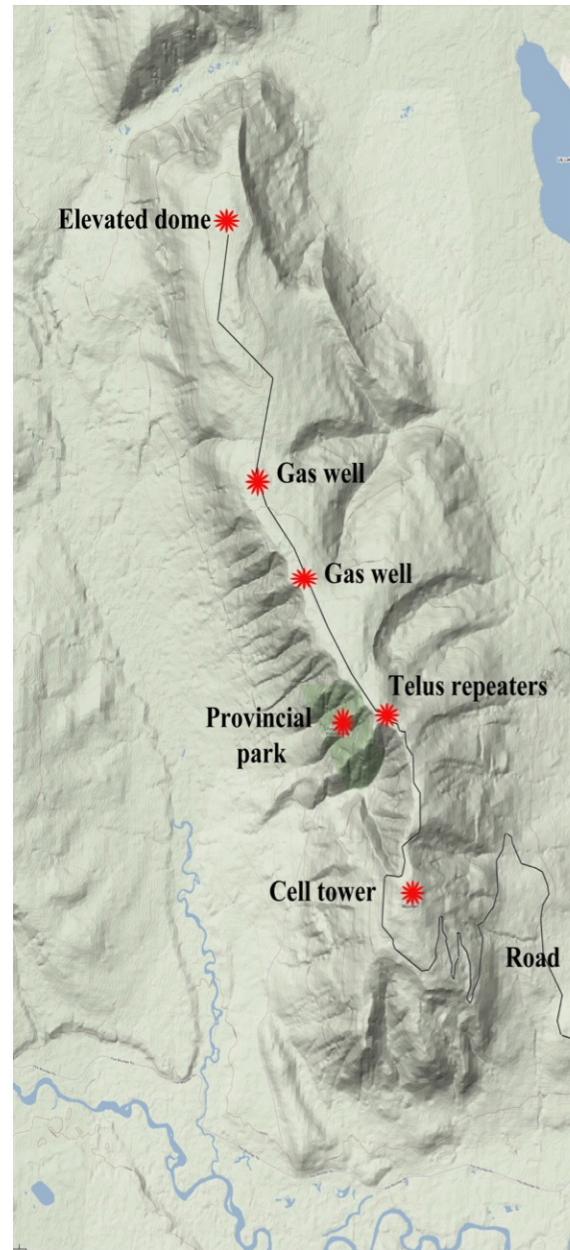 Elevated dome
Gas well
Gas well
Telus repeaters
Provincial
park
Cell tower
Road